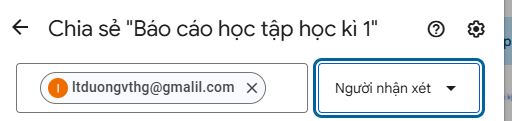 Chia sẻ "Báo cáo học tập học kì 1"
l ltduongvthg@gmalil.com Người nhận xét